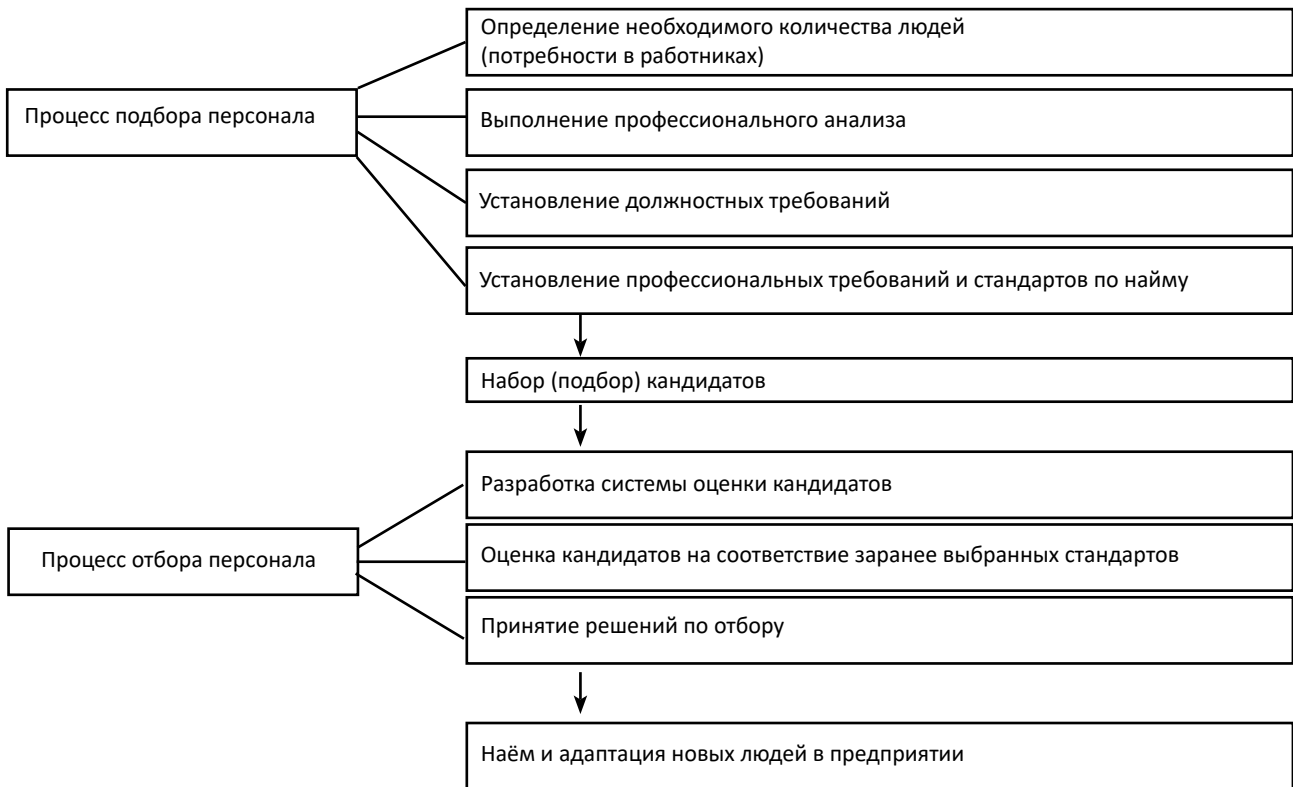 Определение необходимого количества людей
(потребности в работниках)
Процесс подбора персонала
Выполнение профессионального анализа
Установление должностных требований
Установление профессиональных требований и стандартов по найму
Набор (подбор) кандидатов
Разработка системы оценки кандидатов
Процесс отбора персонала
Оценка кандидатов на соответствие заранее выбранных стандартов
Принятие решений по отбору
Наём и адаптация новых людей в предприятии